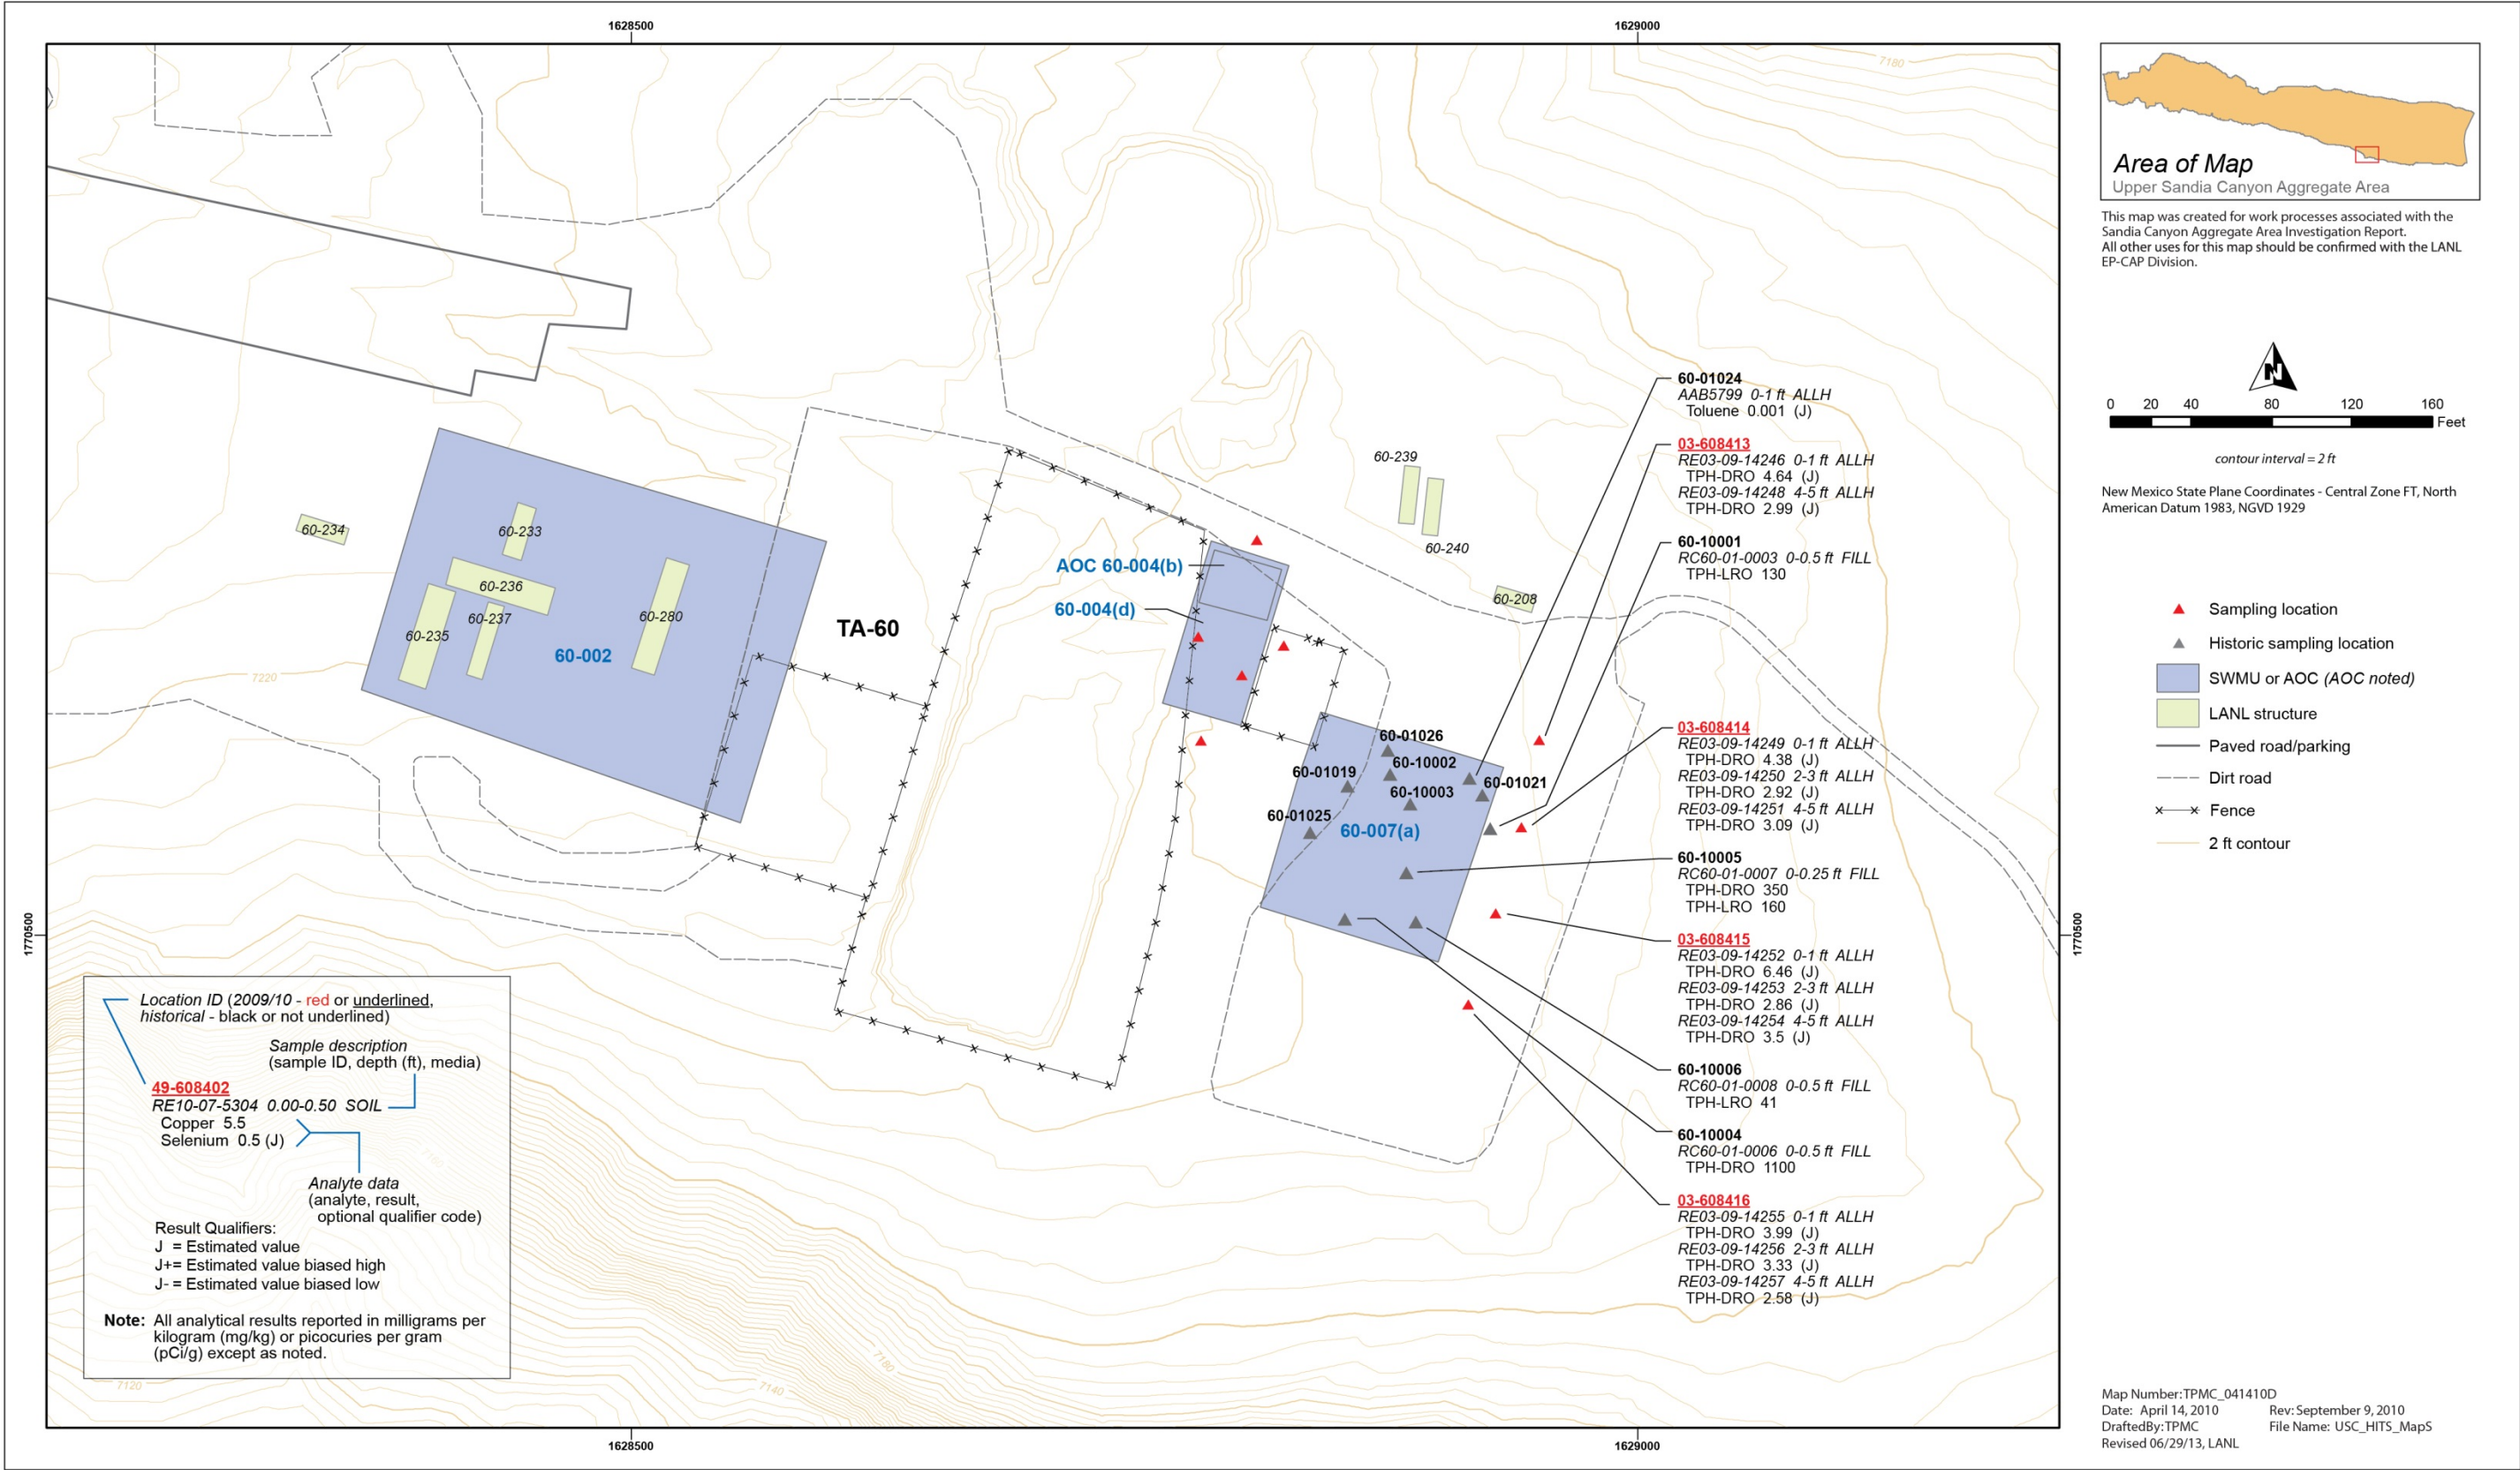 1628500
1629000
7180
Area of Map
Upper Sandia Canyon Aggregate Area
This map was created for work processes associated with the
Sandia Canyon Aggregate Area Investigation Report.
All other uses for this map should be confirmed with the LANL
EP-CAP Division.
N
0 20 40 80 120 160
Feet
contour interval = 2 ft
New Mexico State Plane Coordinates - Central Zone FT, North
American Datum 1983, NGVD 1929
Sampling location
Historic sampling location
SWMU or AOC (AOC noted)
LANL structure
Paved road/parking
Dirt road
Fence
2 ft contour
60-01024
AAB5799 0-1 ft ALLH
Toluene 0.001 (J)
03-608413
RE03-09-14246 0-1 ft ALLH
TPH-DRO 4.64 (J)
RE03-09-14248 4-5 ft ALLH
TPH-DRO 2.99 (J)
60-10001
RC60-01-0003 0-0.5 ft FILL
TPH-LRO 130
03-608414
RE03-09-14249 0-1 ft ALLH
TPH-DRO 4.38 (J)
RE03-09-14250 2-3 ft ALLH
TPH-DRO 2.92 (J)
RE03-09-14251 4-5 ft ALLH
TPH-DRO 3.09 (J)
60-10005
RC60-01-0007 0-0.25 ft FILL
TPH-DRO 350
TPH-LRO 160
03-608415
RE03-09-14252 0-1 ft ALLH
TPH-DRO 6.46 (J)
RE03-09-14253 2-3 ft ALLH
TPH-DRO 2.86 (J)
RE03-09-14254 4-5 ft ALLH
TPH-DRO 3.5 (J)
60-10006
RC60-01-0008 0-0.5 ft FILL
TPH-LRO 41
60-10004
RC60-01-0006 0-0.5 ft FILL
TPH-DRO 1100
03-608416
RE03-09-14255 0-1 ft ALLH
TPH-DRO 3.99 (J)
RE03-09-14256 2-3 ft ALLH
TPH-DRO 3.33 (J)
RE03-09-14257 4-5 ft ALLH
TPH-DRO 2.58 (J)
60-239
60-240
60-208
60-234
60-233
60-236
60-235
60-237
60-280
60-002
TA-60
AOC 60-004(b)
60-004(d)
7220
60-01026
60-10002
60-01019
60-01021
60-10003
60-01025
60-007(a)
1770500
1770500
Location ID (2009/10 - red or underlined,
historical - black or not underlined)
Sample description
(sample ID, depth (ft), media)
49-608402
RE10-07-5304 0.00-0.50 SOIL
Copper 5.5
Selenium 0.5 (J)
Analyte data
(analyte, result,
optional qualifier code)
Result Qualifiers:
J = Estimated value
J+= Estimated value biased high
J- = Estimated value biased low
Note: All analytical results reported in milligrams per
kilogram (mg/kg) or picocuries per gram
(pCi/g) except as noted.
7120
7140
7180
1628500
1629000
Map Number:TPMC_041410D
Date: April 14, 2010 Rev: September 9, 2010
DraftedBy:TPMC File Name: USC_HITS_MapS
Revised 06/29/13, LANL